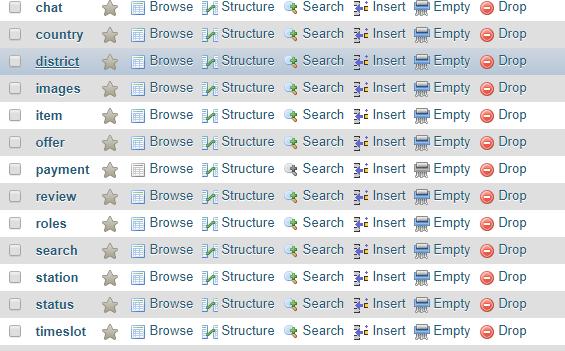 chat Browse Structure Search Insert Empty Drop
country Browse Structure Search Insert Empty Drop
district Browse Structure Search Insert Empty Drop
images Browse Structure Search Insert Empty Drop
item Browse Structure Search Insert Empty Drop
offer Browse Structure Search Insert Empty Drop
payment Browse Structure Search Insert Empty Drop
review Browse Structure Search Insert Empty Drop
roles Browse Structure Search Insert Empty Drop
search Browse Structure Search Insert Empty Drop
station Browse Structure Search Insert Empty Drop
status Browse Structure Search Insert Empty Drop
timeslot Browse Structure Search Insert Empty Drop